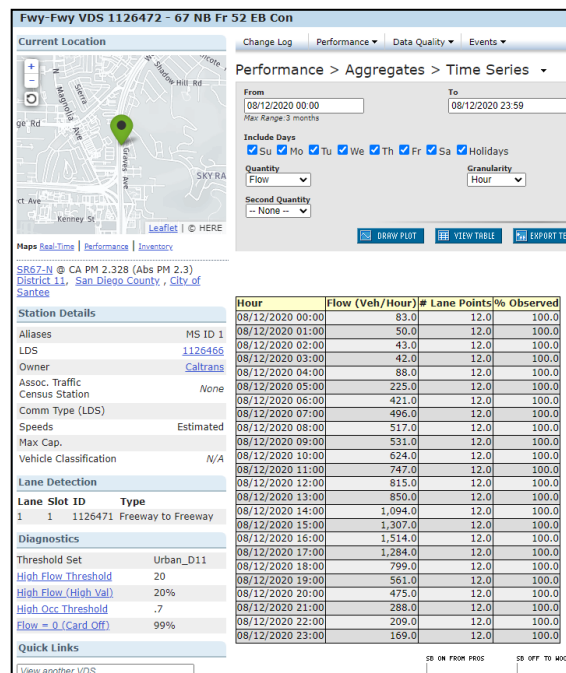 Fwy-Fwy VDS 1126472 - 67 NB Fr 52 EB Con
Current Location
+
−
N
Magnolia Ave
Sierra
Shadow Hill Rd
Graves Ave
SKY RA
Kenney St
Leaflet | © HERE
Maps Real-Time | Performance | Inventory
SR67-N @ CA PM 2.328 (Abs PM 2.3)
District 11, San Diego County , City of
Santee
Station Details
Aliases MS ID 1
LDS 1126466
Owner Caltrans
Assoc. Traffic
Census Station None
Comm Type (LDS)
Speeds Estimated
Max Cap.
Vehicle Classification N/A
Lane Detection
Lane Slot ID Type
1 1 1126471 Freeway to Freeway
Diagnostics
Threshold Set Urban_D11
High Flow Threshold 20
High Flow (High Val) 20%
High Occ Threshold .7
Flow = 0 (Card Off) 99%
Quick Links
View another VDS
Change Log Performance Data Quality Events
Performance > Aggregates > Time Series
From To
08/12/2020 00:00 08/12/2020 23:59
Max Range:3 months
Include Days
Su Mo Tu We Th Fr Sa Holidays
Quantity Granularity
Flow Hour
Second Quantity
-- None --
DRAW PLOT VIEW TABLE EXPORT TE
Hour Flow (Veh/Hour) # Lane Points % Observed
08/12/2020 00:00 83.0 12.0 100.0
08/12/2020 01:00 50.0 12.0 100.0
08/12/2020 02:00 43.0 12.0 100.0
08/12/2020 03:00 42.0 12.0 100.0
08/12/2020 04:00 88.0 12.0 100.0
08/12/2020 05:00 225.0 12.0 100.0
08/12/2020 06:00 421.0 12.0 100.0
08/12/2020 07:00 496.0 12.0 100.0
08/12/2020 08:00 517.0 12.0 100.0
08/12/2020 09:00 531.0 12.0 100.0
08/12/2020 10:00 624.0 12.0 100.0
08/12/2020 11:00 747.0 12.0 100.0
08/12/2020 12:00 815.0 12.0 100.0
08/12/2020 13:00 850.0 12.0 100.0
08/12/2020 14:00 1,094.0 12.0 100.0
08/12/2020 15:00 1,307.0 12.0 100.0
08/12/2020 16:00 1,514.0 12.0 100.0
08/12/2020 17:00 1,284.0 12.0 100.0
08/12/2020 18:00 799.0 12.0 100.0
08/12/2020 19:00 561.0 12.0 100.0
08/12/2020 20:00 475.0 12.0 100.0
08/12/2020 21:00 288.0 12.0 100.0
08/12/2020 22:00 209.0 12.0 100.0
08/12/2020 23:00 169.0 12.0 100.0
SB ON FROM PROS SB OFF TO WOO